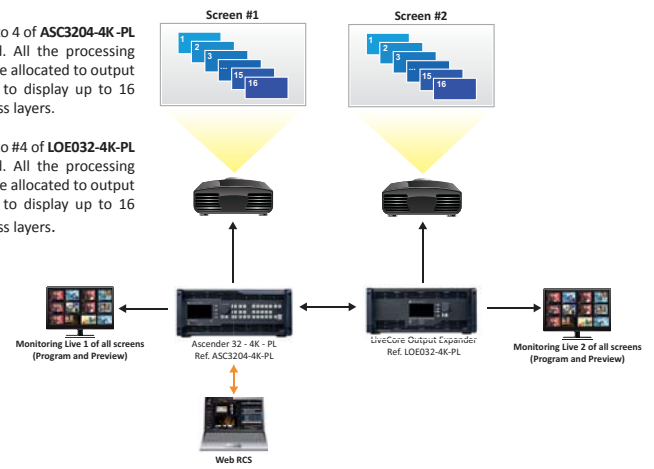 Screen #1
Screen #2
o 4 of ASC3204-4K -PL
l. All the processing
e allocated to output
to display up to 16
ss layers.
o #4 of LOE032-4K-PL
l. All the processing
e allocated to output
to display up to 16
ss layers.
1
2
3
...
15
16
1
2
3
...
15
16
Monitoring Live 1 of all screens
(Program and Preview)
Ascender 32 - 4K - PL
Ref. ASC3204-4K-PL
LiveCore Output Expander
Ref. LOE032-4K-PL
Monitoring Live 2 of all screens
(Program and Preview)
Web RCS